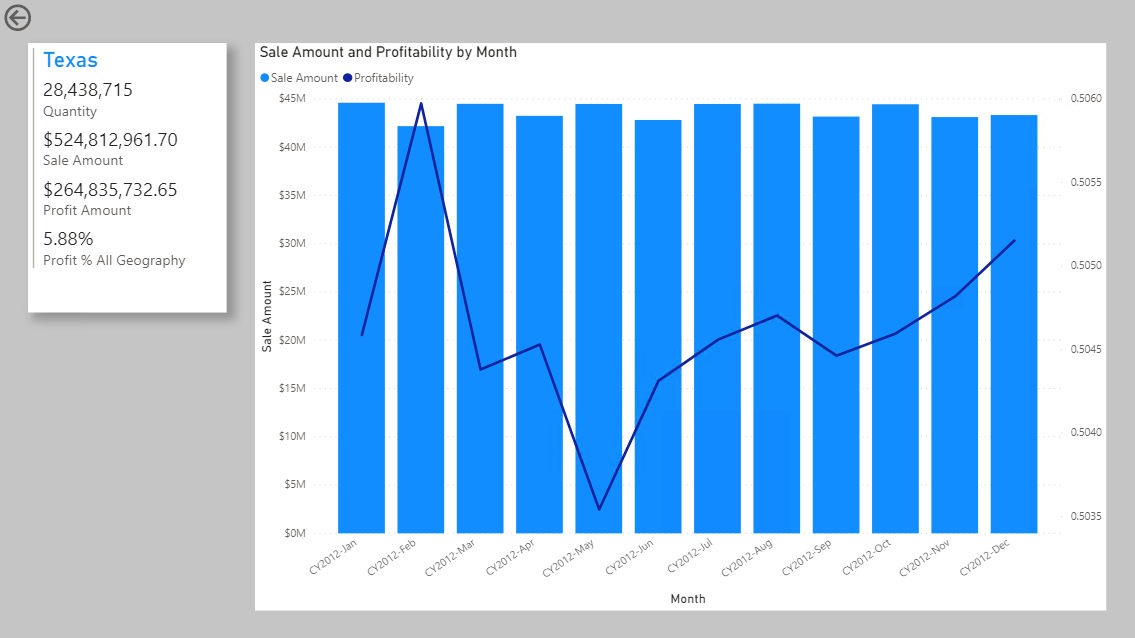 Texas
28,438,715
Quantity
$524,812,961.70
Sale Amount
$264,835,732.65
Profit Amount
5.88%
Profit % All Geography
Sale Amount and Profitability by Month
Sale Amount Profitability
Sale Amount
$45M
$40M
$35M
$30M
$25M
$20M
$15M
$10M
$5M
$0M
0.5060
0.5055
0.5050
0.5045
0.5040
0.5035
CY2012-Jan
CY2012-Feb
CY2012-Mar
CY2012-Apr
CY2012-May
CY2012-Jun
CY2012-Jul
CY2012-Aug
CY2012-Sep
CY2012-Oct
CY2012-Nov
CY2012-Dec
Month